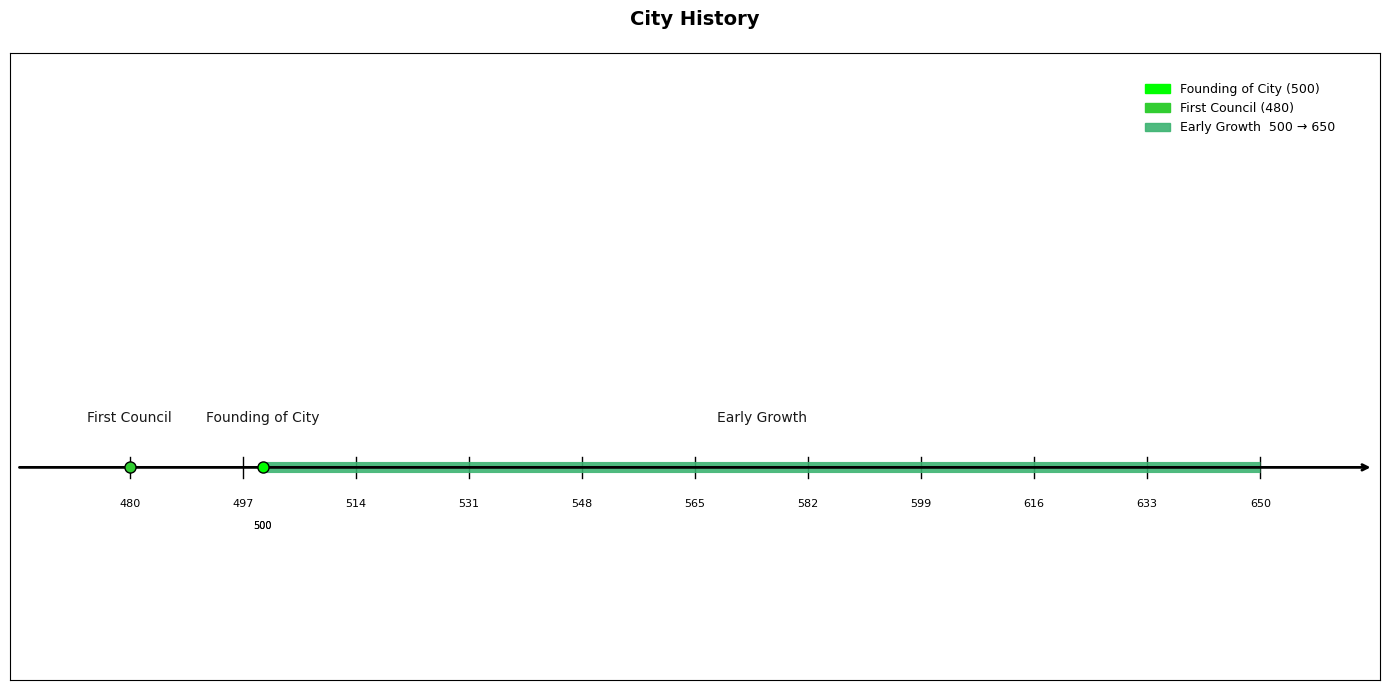 City History
Founding of City (500)
First Council (480)
Early Growth  500 → 650
First Council
Founding of City
Early Growth
480
497
514
531
548
565
582
599
616
633
650
500